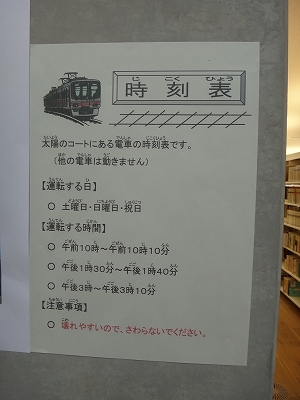 時刻表
太陽のコートにある電車の時刻表です。
（他の電車は動きません）
【運転する日】
○ 土曜日・日曜日・祝日
【運転する時間】
○ 午前10時～午前10時10分
○ 午後1時30分～午後1時40分
○ 午後3時～午後3時10分
【注意事項】
○ 壊れやすいので、さわらないでください。